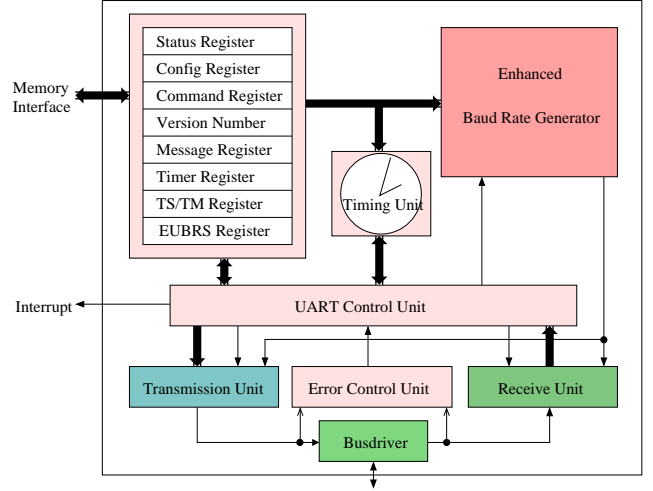 Status Register
Config Register
Command Register
Version Number
Message Register
Timer Register
TS/TM Register
EUBRS Register
Memory
Interface
Enhanced
Baud Rate Generator
Timing Unit
Interrupt
UART Control Unit
Transmission Unit
Error Control Unit
Receive Unit
Busdriver